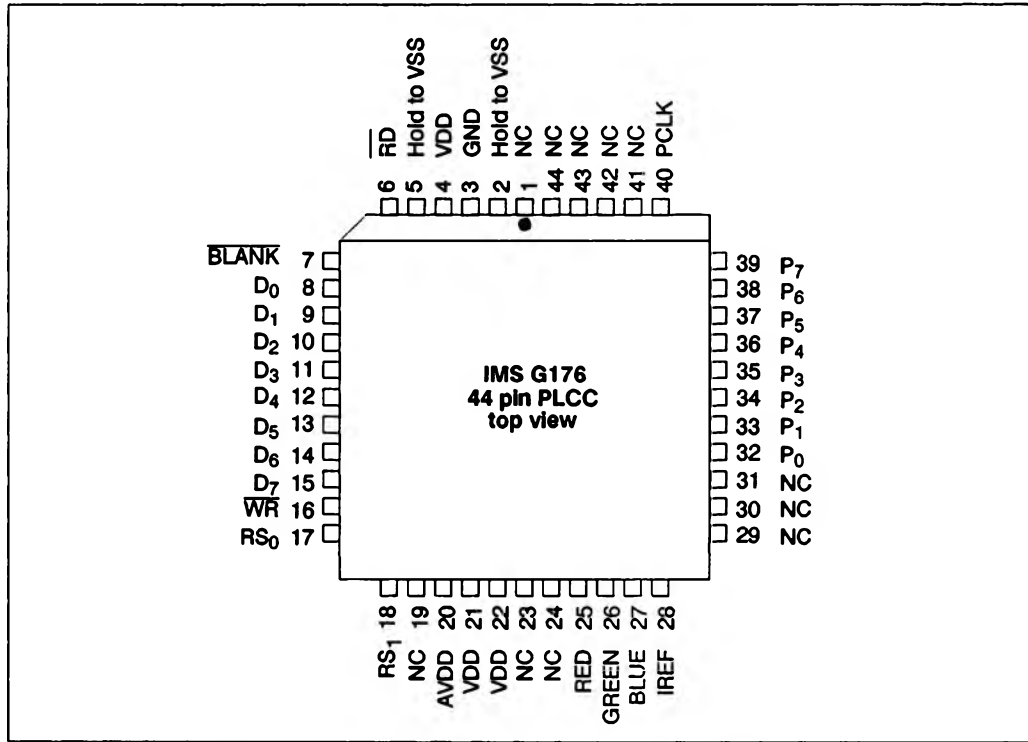 RD
Hold to VSS
VDD
GND
Hold to VSS
NC
NC
NC
NC
NC
PCLK
6
5
4
3
2
1
44
43
42
41
40
BLANK 7
D0 8
D1 9
D2 10
D3 11
D4 12
D5 13
D6 14
D7 15
WR 16
RS0 17
IMS G176
44 pin PLCC
top view
39 P7
38 P6
37 P5
36 P4
35 P3
34 P2
33 P1
32 P0
31 NC
30 NC
29 NC
18
19
20
21
22
23
24
25
26
27
28
RS1
NC
AVDD
VDD
VDD
NC
NC
RED
GREEN
BLUE
IREF